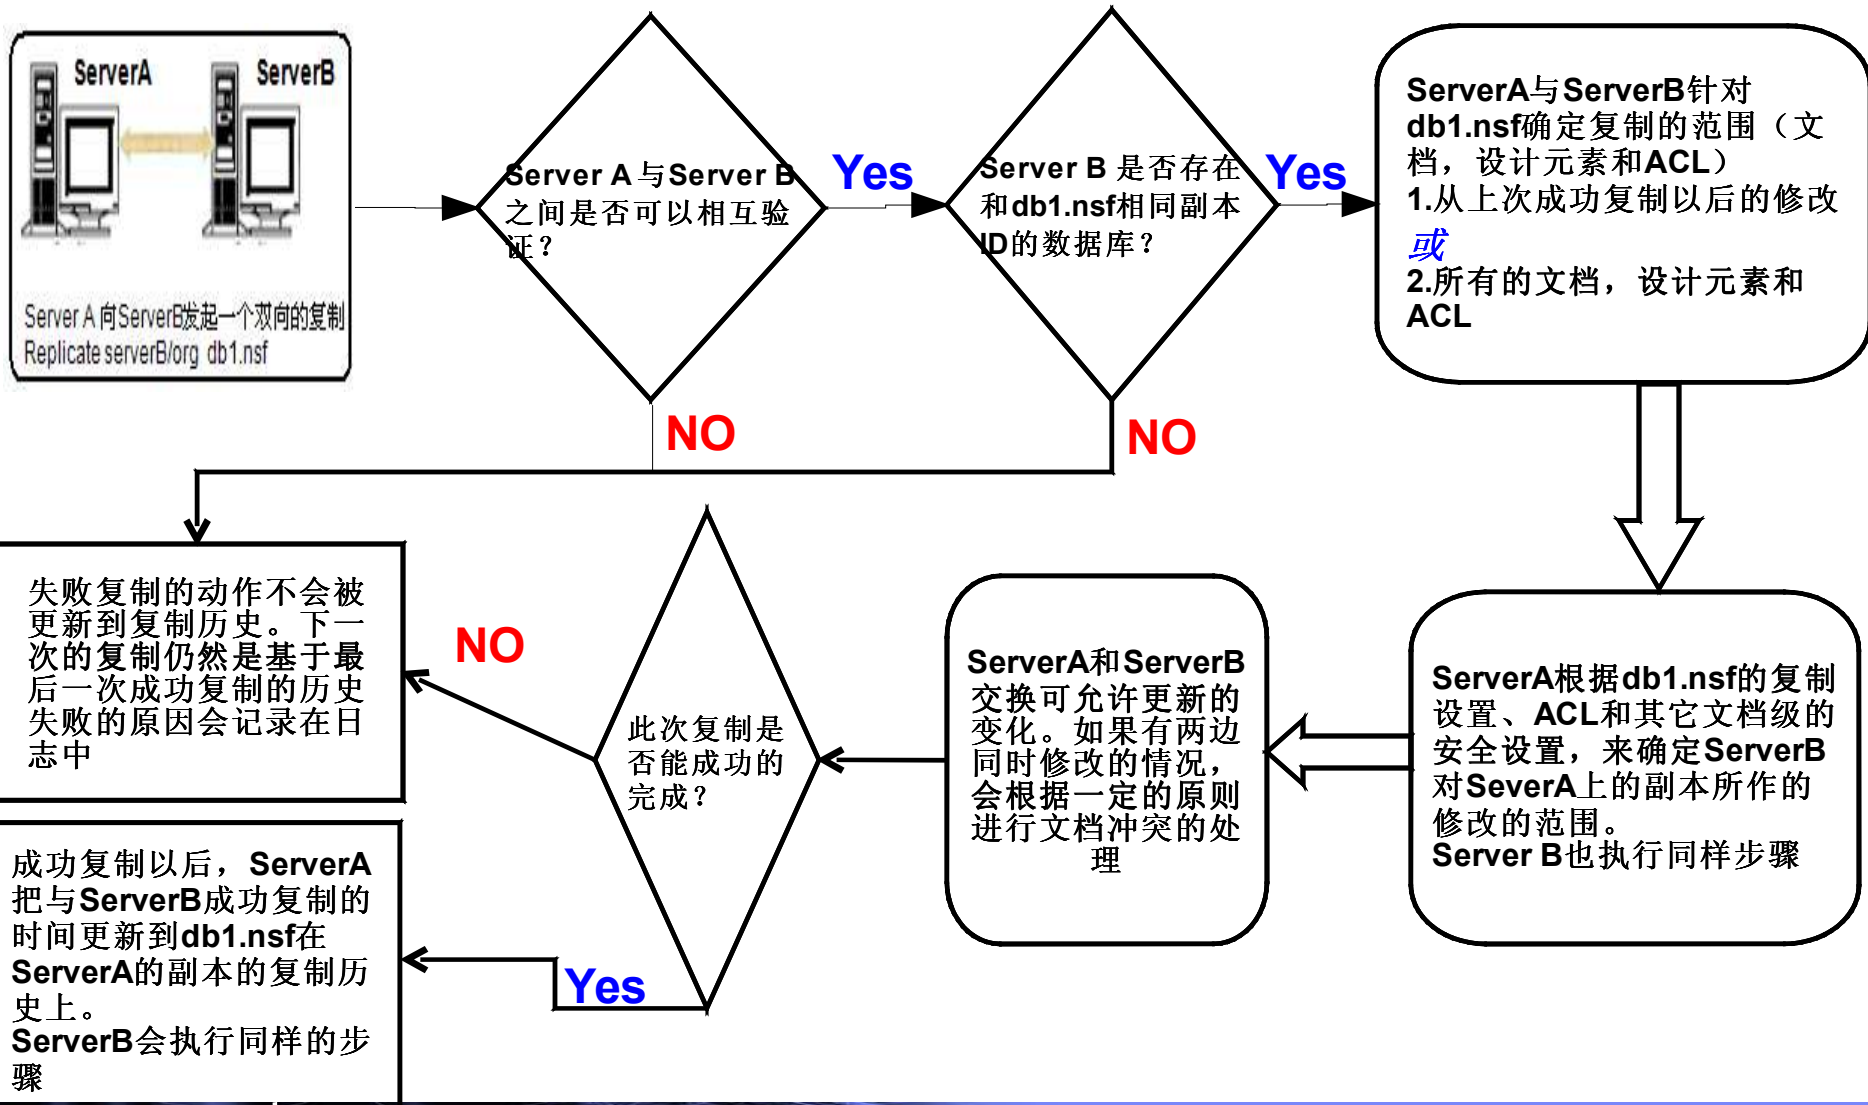 ServerA
ServerB
Server A 向ServerB发起一个双向的复制
Replicate serverB/org db1.nsf
Server A 与Server B
之间是否可以相互验
证？
Yes
NO
Server B 是否存在
和db1.nsf相同副本
ID的数据库？
Yes
NO
ServerA与ServerB针对
db1.nsf确定复制的范围（文
档，设计元素和ACL）
1.从上次成功复制以后的修改
或
2.所有的文档，设计元素和
ACL
ServerA根据db1.nsf的复制
设置、ACL和其它文档级的
安全设置，来确定ServerB
对SeverA上的副本所作的
修改的范围。
Server B也执行同样步骤
ServerA和ServerB
交换可允许更新的
变化。如果有两边
同时修改的情况，
会根据一定的原则
进行文档冲突的处
理
此次复制是
否能成功的
完成？
NO
失败复制的动作不会被
更新到复制历史。下一
次的复制仍然是基于最
后一次成功复制的历史
失败的原因会记录在日
志中
Yes
成功复制以后，ServerA
把与ServerB成功复制的
时间更新到db1.nsf在
ServerA的副本的复制历
史上。
ServerB会执行同样的步
骤